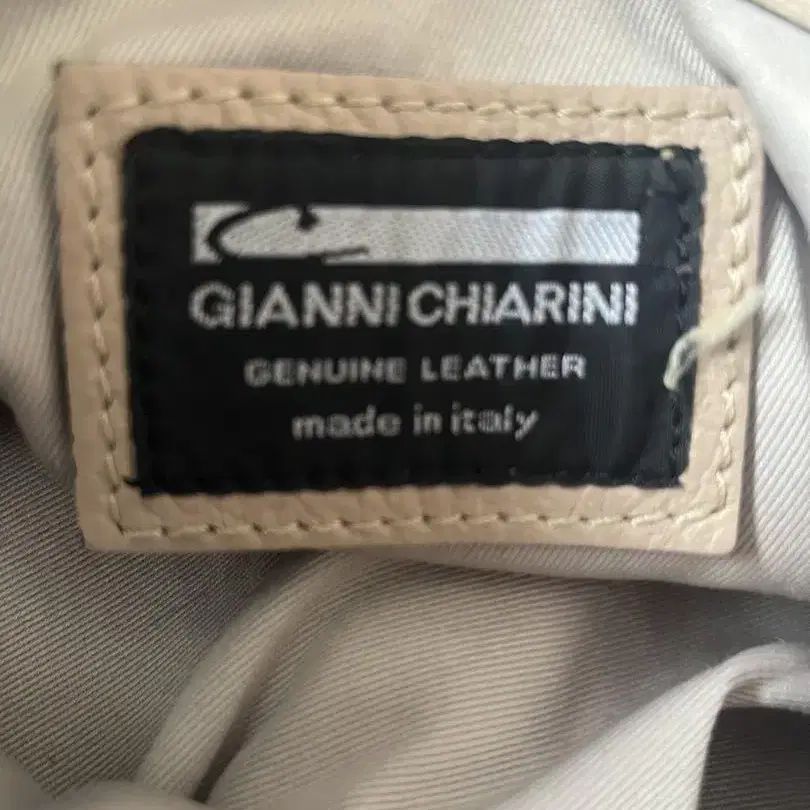 GIANNI CHIARINI
GENUINE LEATHER
made in italy